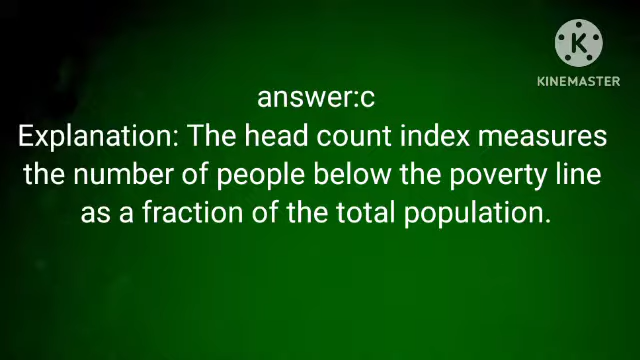 KINEMASTER
answer:c
Explanation: The head count index measures
the number of people below the poverty line
as a fraction of the total population.